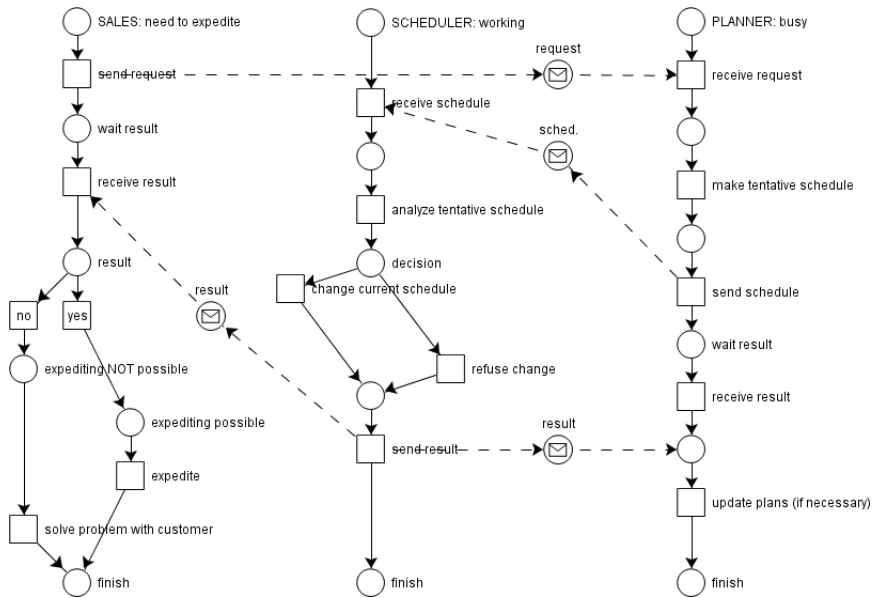 SALES: need to expedite
SCHEDULER: working
PLANNER: busy
request
send request
receive request
receive schedule
wait result
sched.
receive result
make tentative schedule
analyze tentative schedule
result
decision
change current schedule
result
send schedule
no
yes
wait result
expediting NOT possible
refuse change
receive result
expediting possible
result
send result
expedite
update plans (if necessary)
solve problem with customer
finish
finish
finish